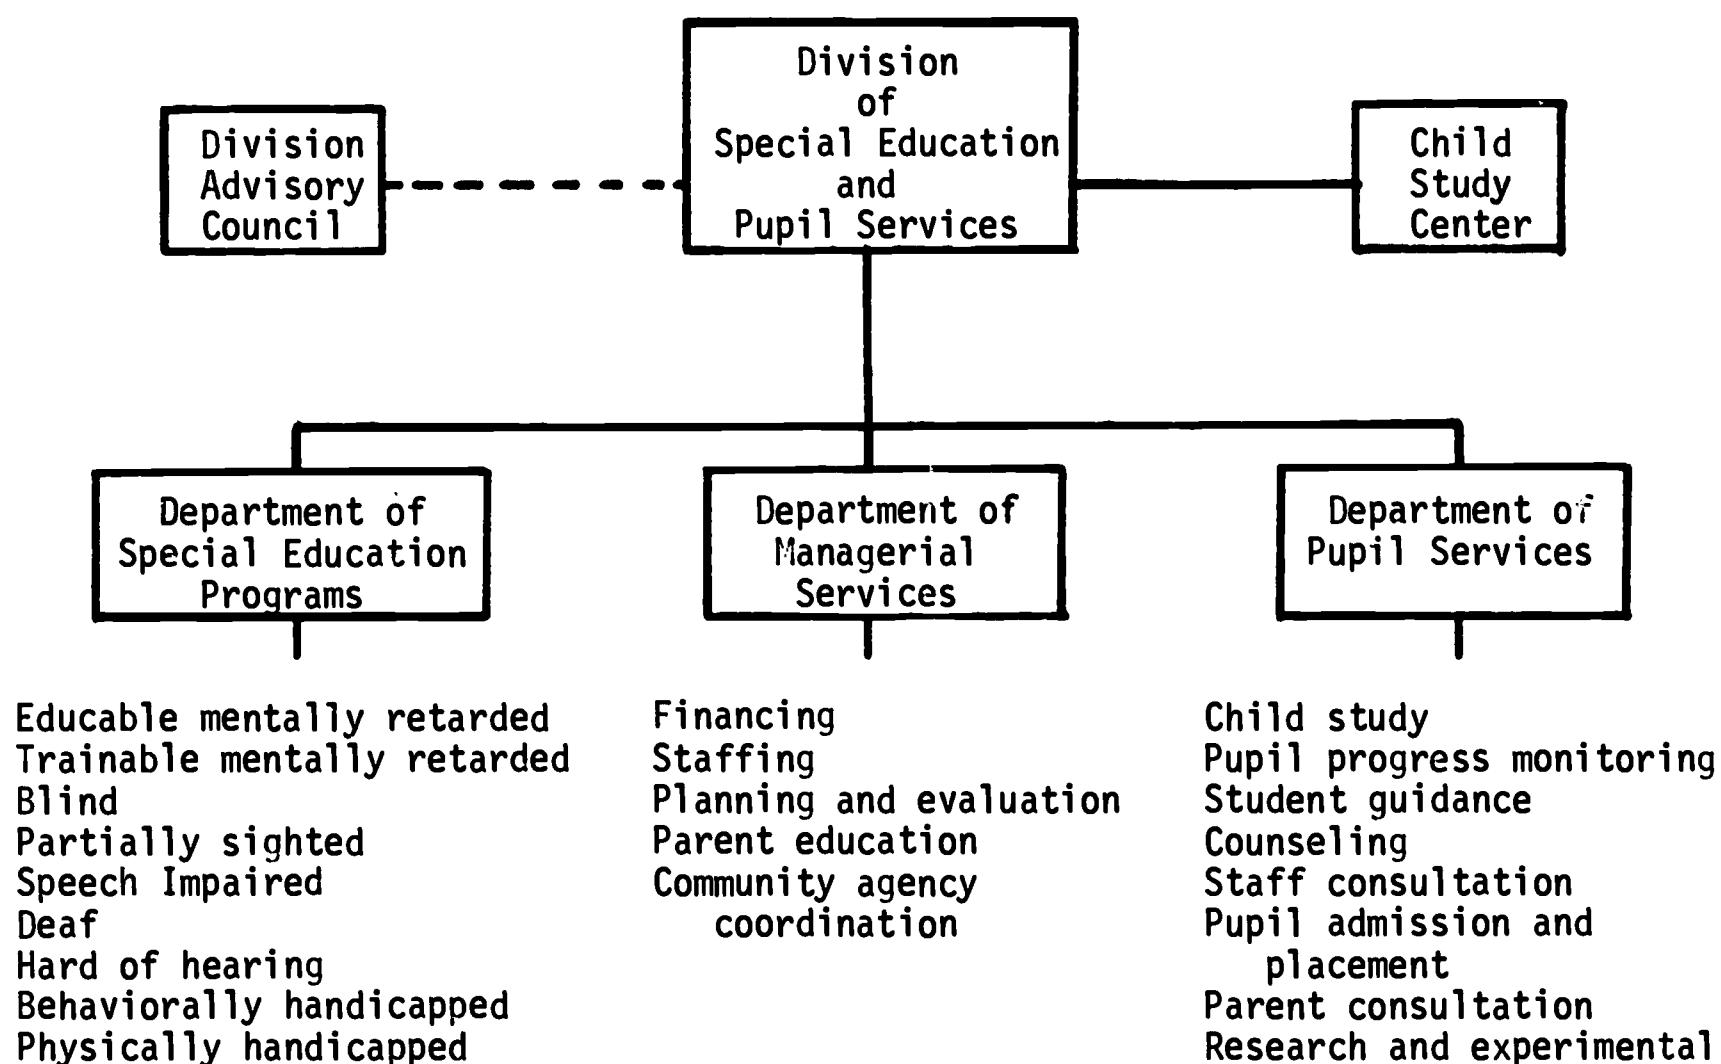 Division
of
Special Education
and
Pupil Services
Division
Advisory
Council
Child
Study
Center
Department of
Special Education
Programs
Department of
Managerial
Services
Department of
Pupil Services
Educable mentally retarded
Trainable mentally retarded
Blind
Partially sighted
Speech Impaired
Deaf
Hard of hearing
Behaviorally handicapped
Physically handicapped
Financing
Staffing
Planning and evaluation
Parent education
Community agency
coordination
Child study
Pupil progress monitoring
Student guidance
Counseling
Staff consultation
Pupil admission and
placement
Parent consultation
Research and experimental